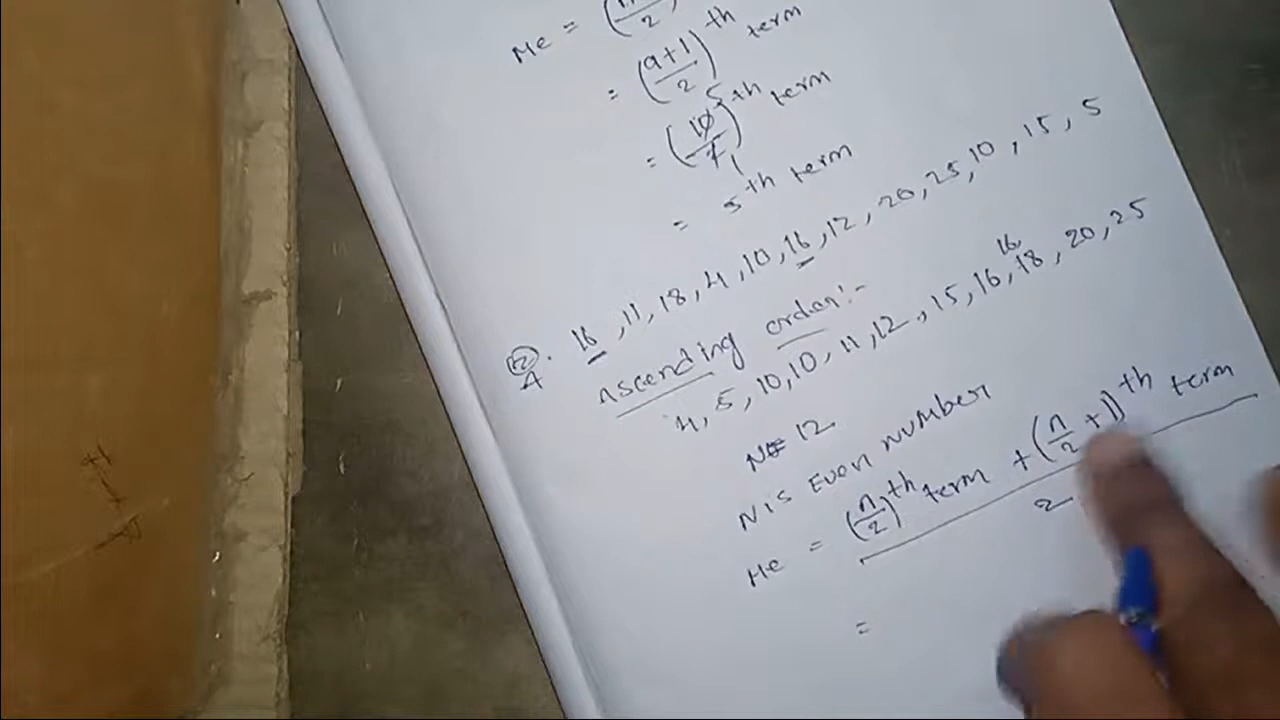 Me = (n/2
= (9+1/2)th term
= (10/2)5 1 th term
= 5th term
2. 16, 11, 18, 4, 10, 16, 12, 20, 25, 10, 15, 5
A Ascending order:-
4, 5, 10, 10, 11, 12, 15, 16, 16, 18, 20, 25
N = 12
N is Even number
Me = (n/2)th term + (n/2 + 1)th term / 2
=